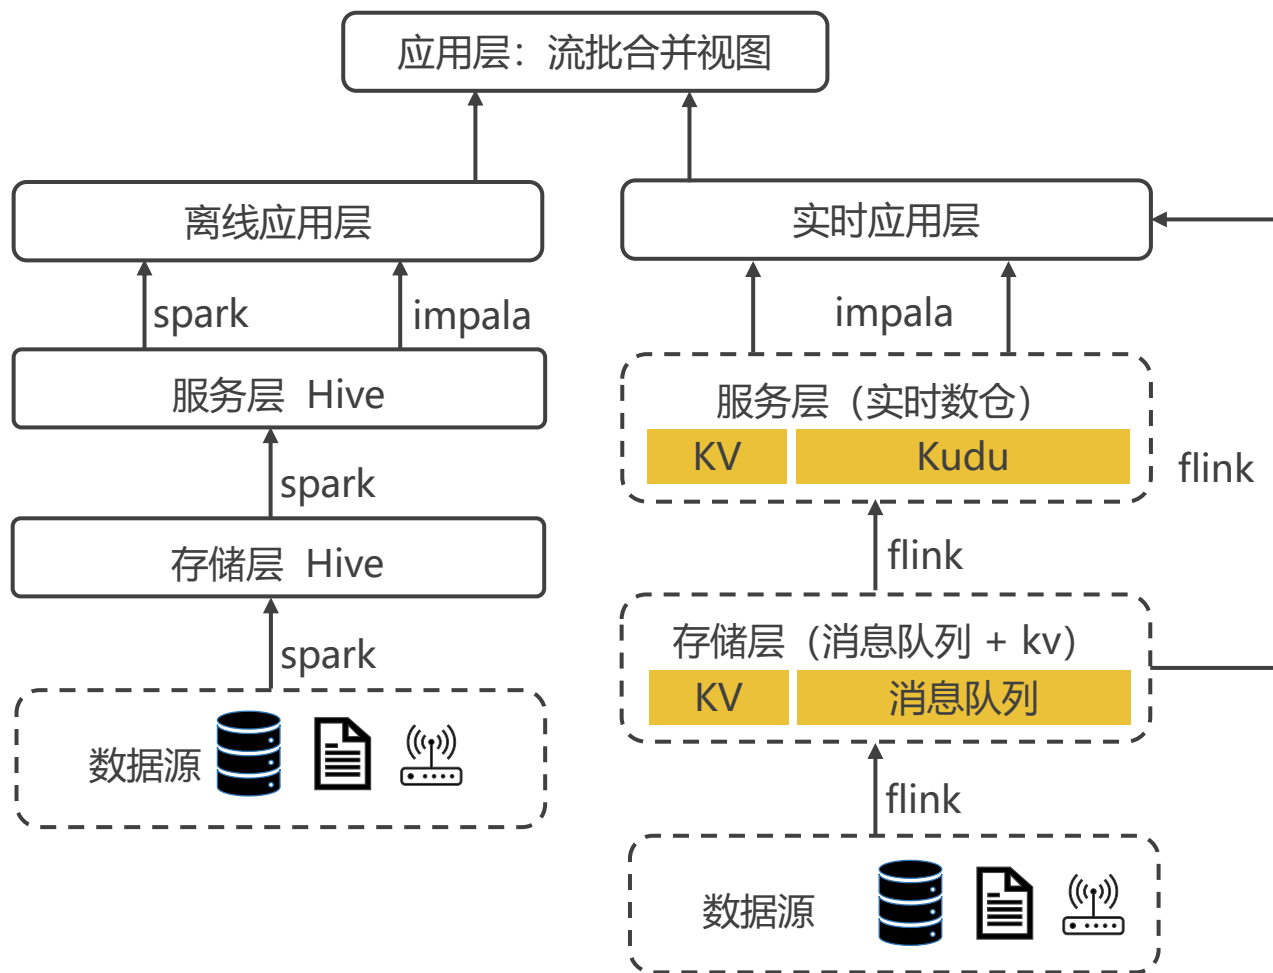 应用层：流批合并视图
离线应用层
实时应用层
spark
impala
impala
服务层 Hive
服务层（实时数仓）
KV
Kudu
flink
spark
flink
存储层 Hive
存储层（消息队列 + kv）
KV
消息队列
spark
数据源
flink
数据源